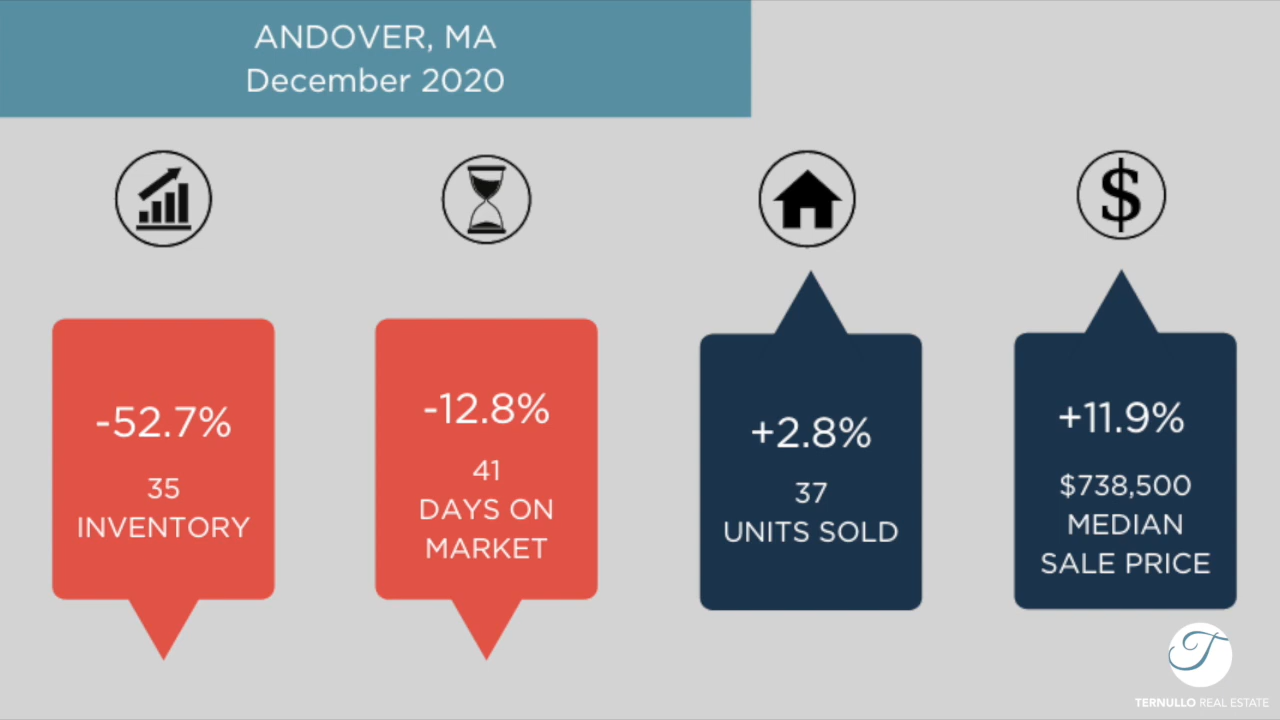 ANDOVER, MA
December 2020
$
-52.7%
35
INVENTORY
-12.8%
41
DAYS ON
MARKET
+2.8%
37
UNITS SOLD
+11.9%
$738,500
MEDIAN
SALE PRICE
T
TERNULLO REAL ESTATE